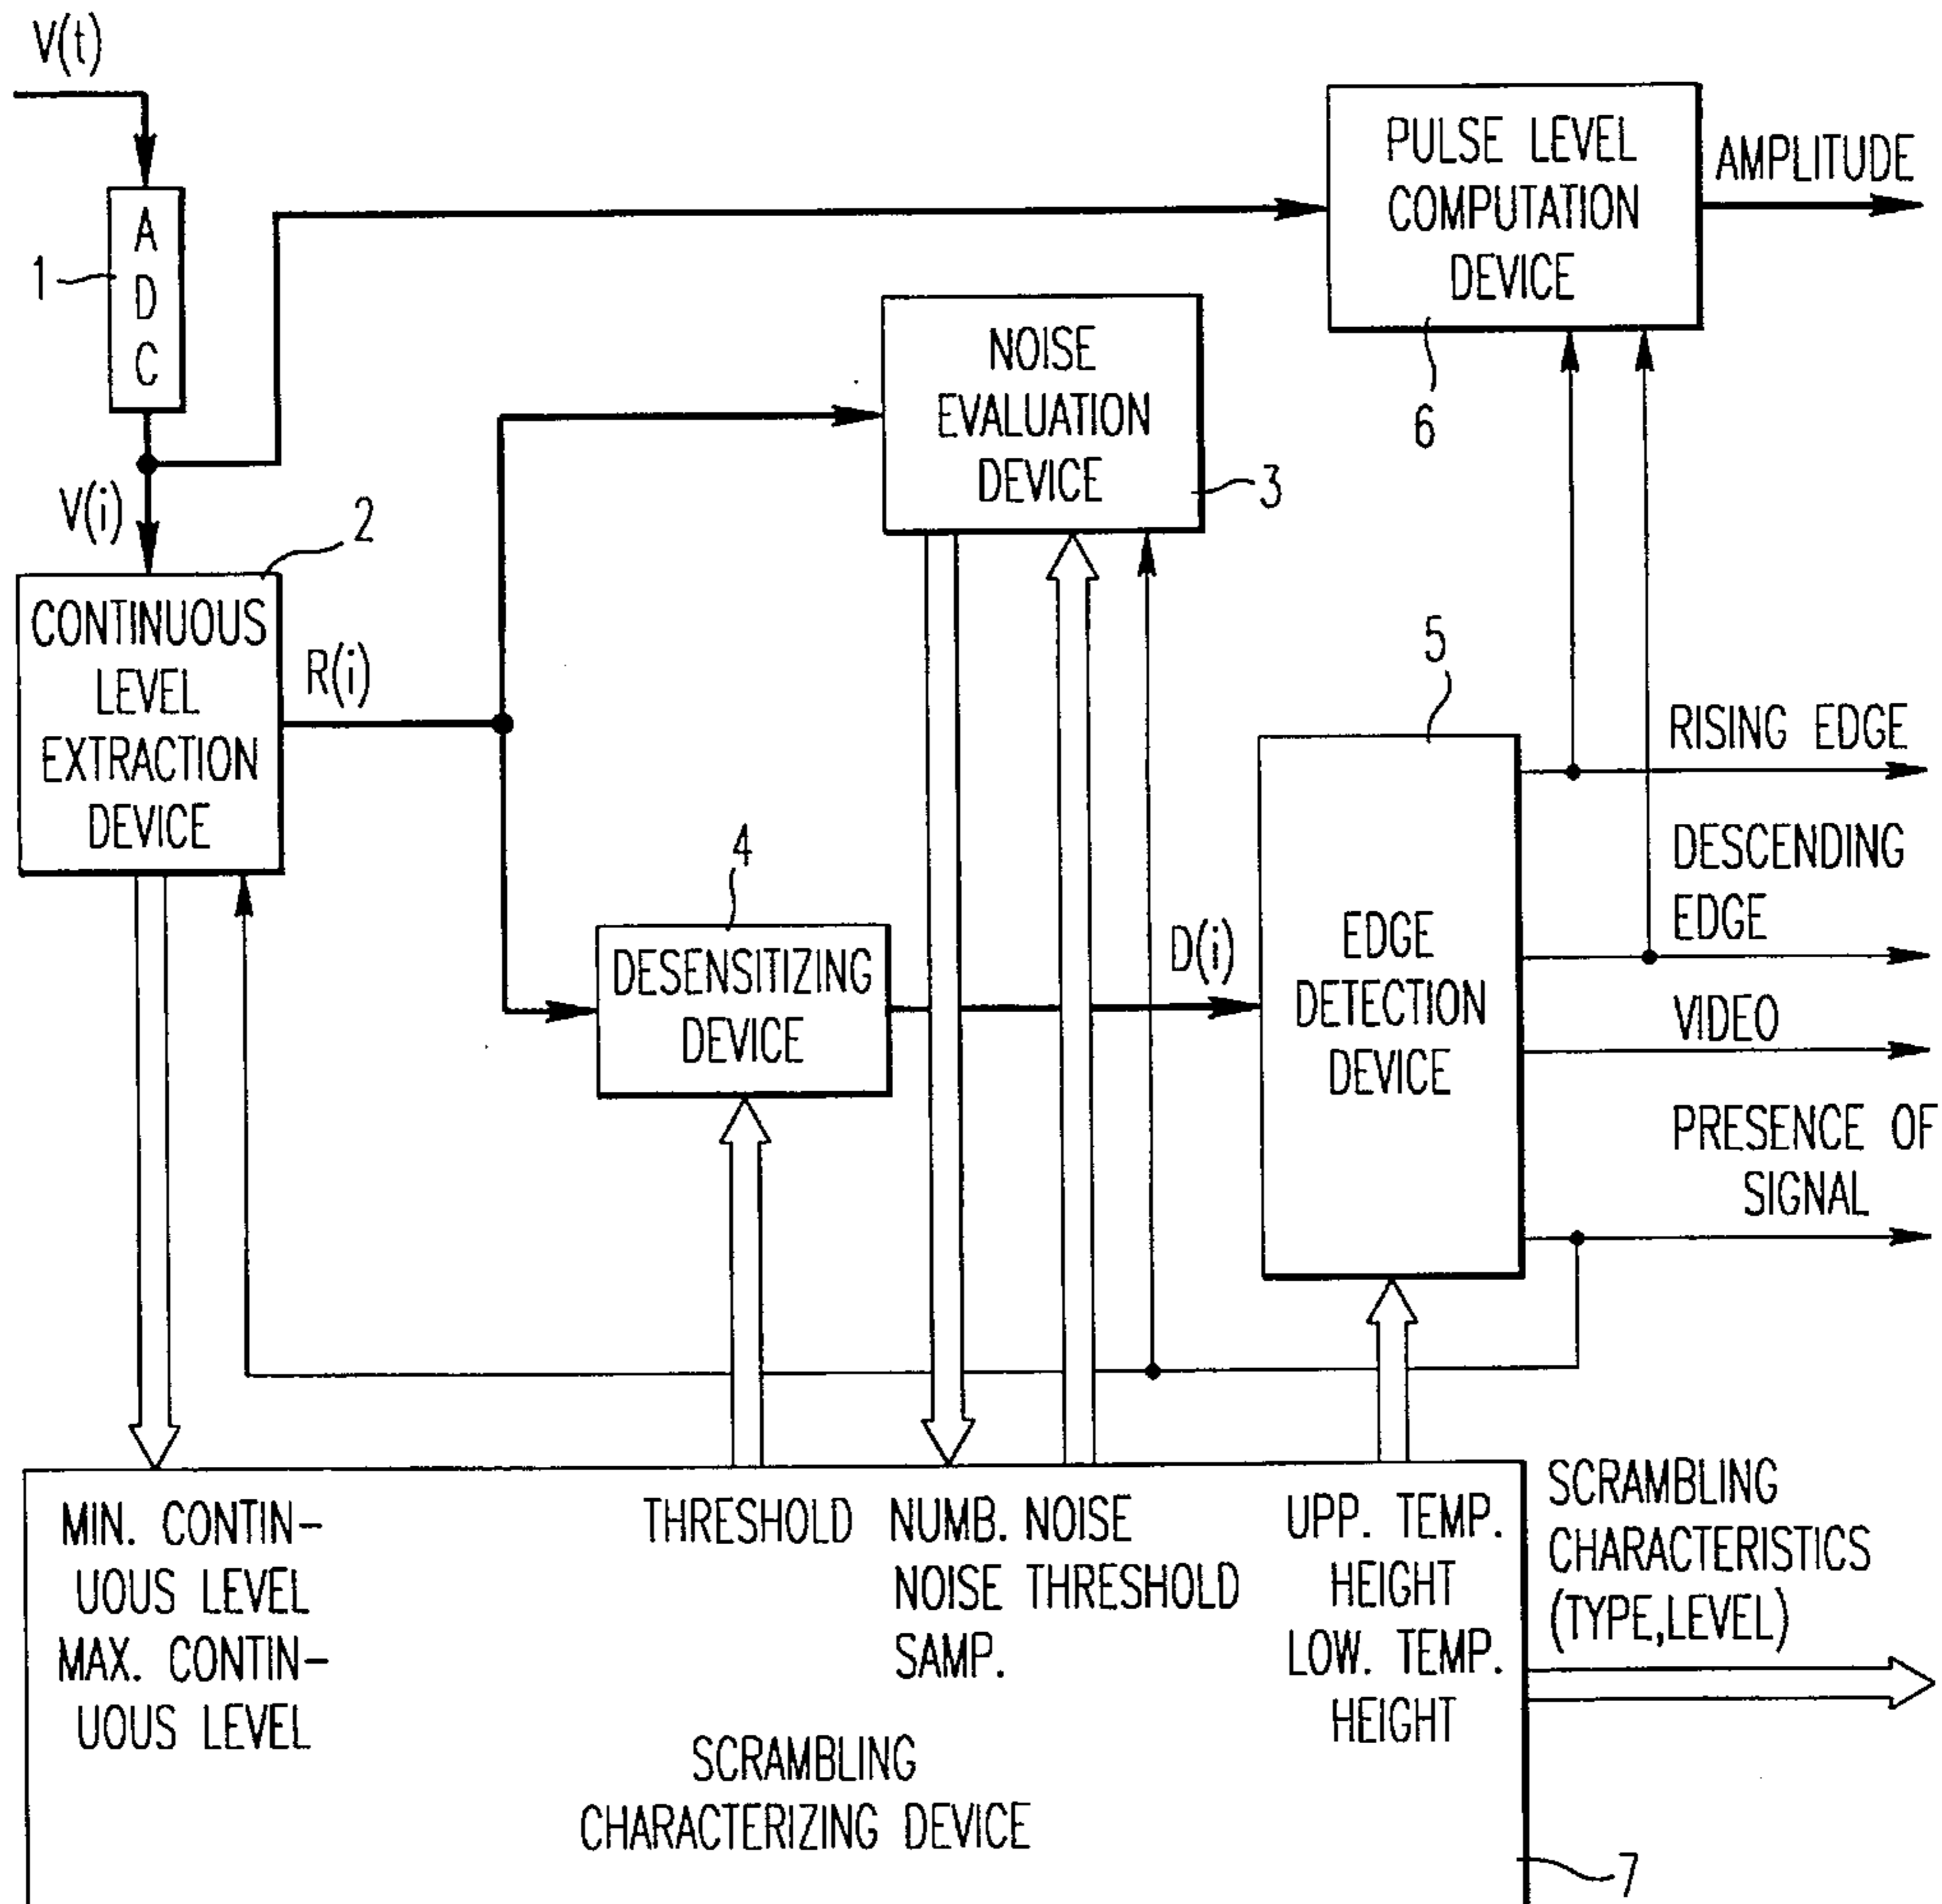 V(t)
PULSE LEVEL
COMPUTATION
DEVICE
AMPLITUDE
6
A
D
C
1
NOISE
EVALUATION
DEVICE
3
V(i)
2
CONTINUOUS
LEVEL
EXTRACTION
DEVICE
R(i)
5
RISING EDGE
DESCENDING
EDGE
VIDEO
PRESENCE OF
SIGNAL
4
DESENSITIZING
DEVICE
D(i)
EDGE
DETECTION
DEVICE
MIN. CONTIN-
UOUS LEVEL
MAX. CONTIN-
UOUS LEVEL
THRESHOLD
NUMB.
NOISE
SAMP.
NOISE
THRESHOLD
UPP. TEMP.
HEIGHT
LOW. TEMP.
HEIGHT
SCRAMBLING
CHARACTERISTICS
(TYPE,LEVEL)
SCRAMBLING
CHARACTERIZING DEVICE
7